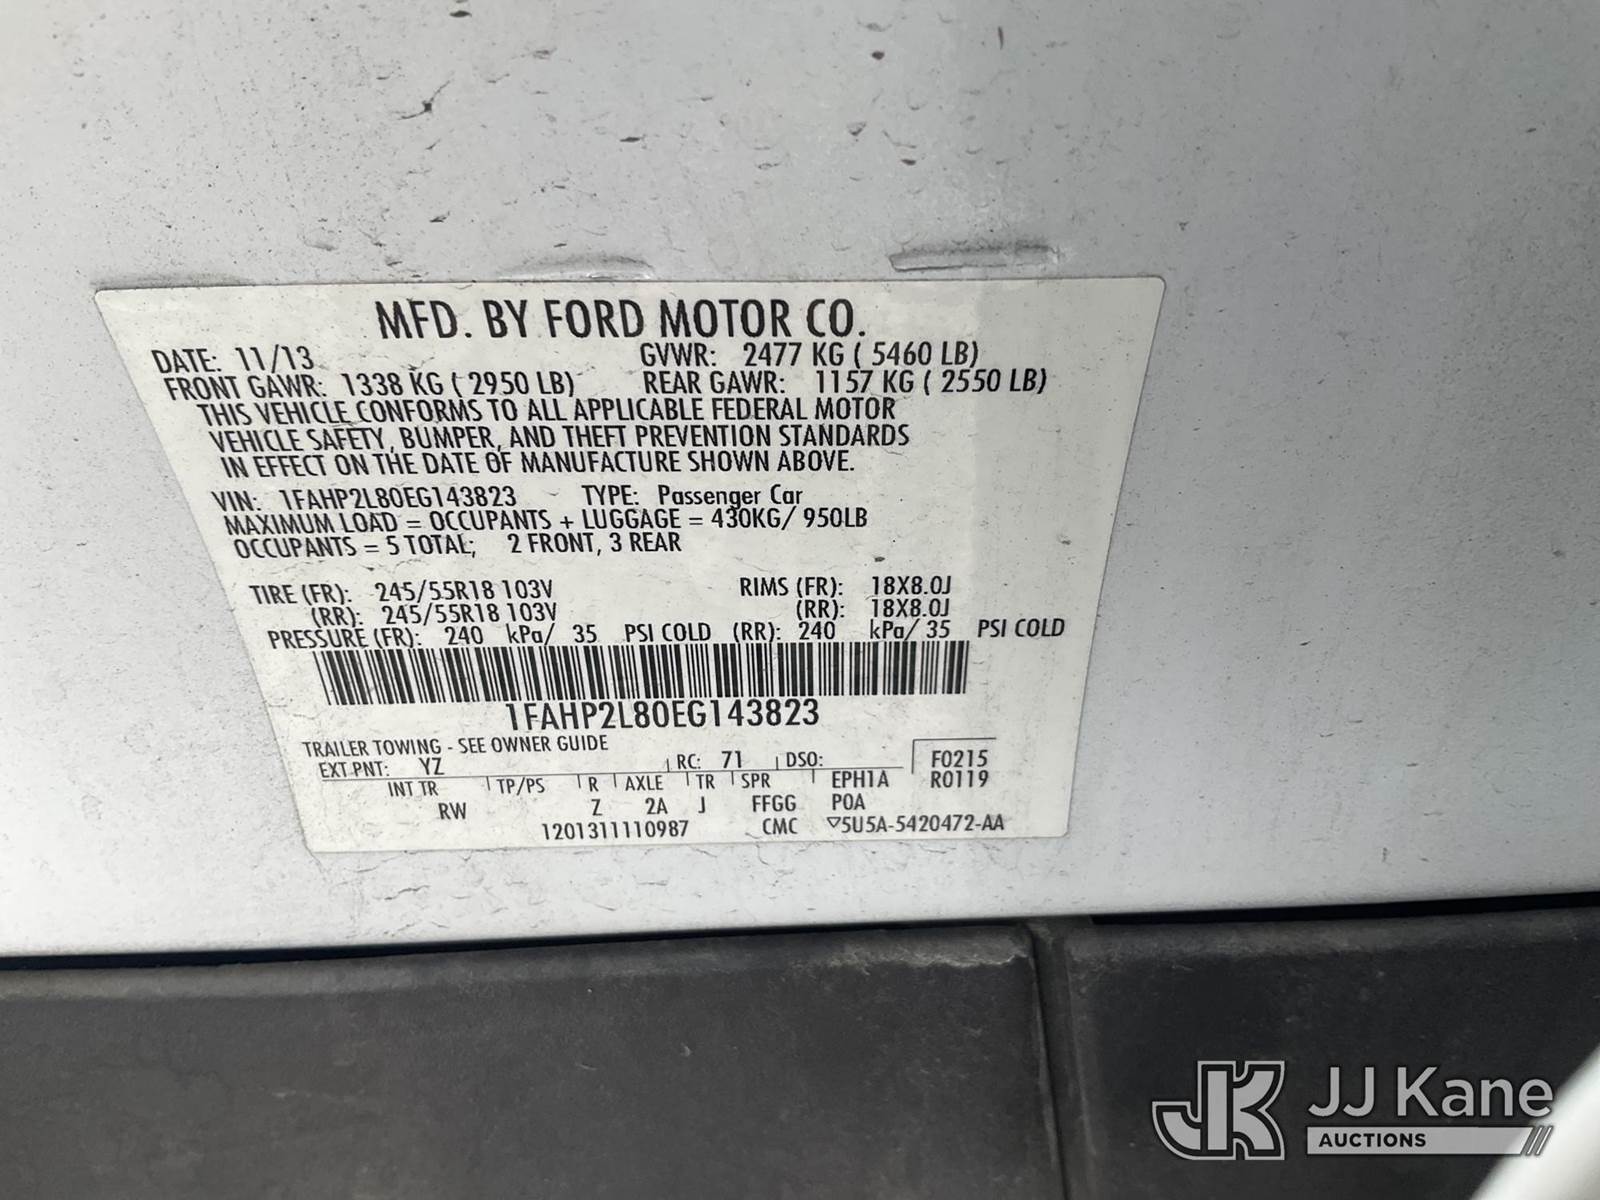 MFD. BY FORD MOTOR CO.
DATE: 11/13 GVWR: 2477 KG ( 5460 LB)
FRONT GAWR: 1338 KG ( 2950 LB) REAR GAWR: 1157 KG ( 2550 LB)
THIS VEHICLE CONFORMS TO ALL APPLICABLE FEDERAL MOTOR
VEHICLE SAFETY, BUMPER, AND THEFT PREVENTION STANDARDS
IN EFFECT ON THE DATE OF MANUFACTURE SHOWN ABOVE.
VIN: 1FAHP2L80EG143823 TYPE: Passenger Car
MAXIMUM LOAD = OCCUPANTS + LUGGAGE = 430KG/ 950LB
OCCUPANTS = 5 TOTAL; 2 FRONT, 3 REAR
TIRE (FR): 245/55R18 103V RIMS (FR): 18X8.0J
(RR): 245/55R18 103V (RR): 18X8.0J
PRESSURE (FR): 240 kPa/ 35 PSI COLD (RR): 240 kPa/ 35 PSI COLD
1FAHP2L80EG143823
TRAILER TOWING - SEE OWNER GUIDE
EXT PNT: YZ RC: 71 DSO: F0215
INT TR TP/PS R AXLE TR SPR EPH1A R0119
RW Z 2A J FFGG POA
1201311110987 CMC ▽5U5A-5420472-AA
JK JJ Kane
AUCTIONS